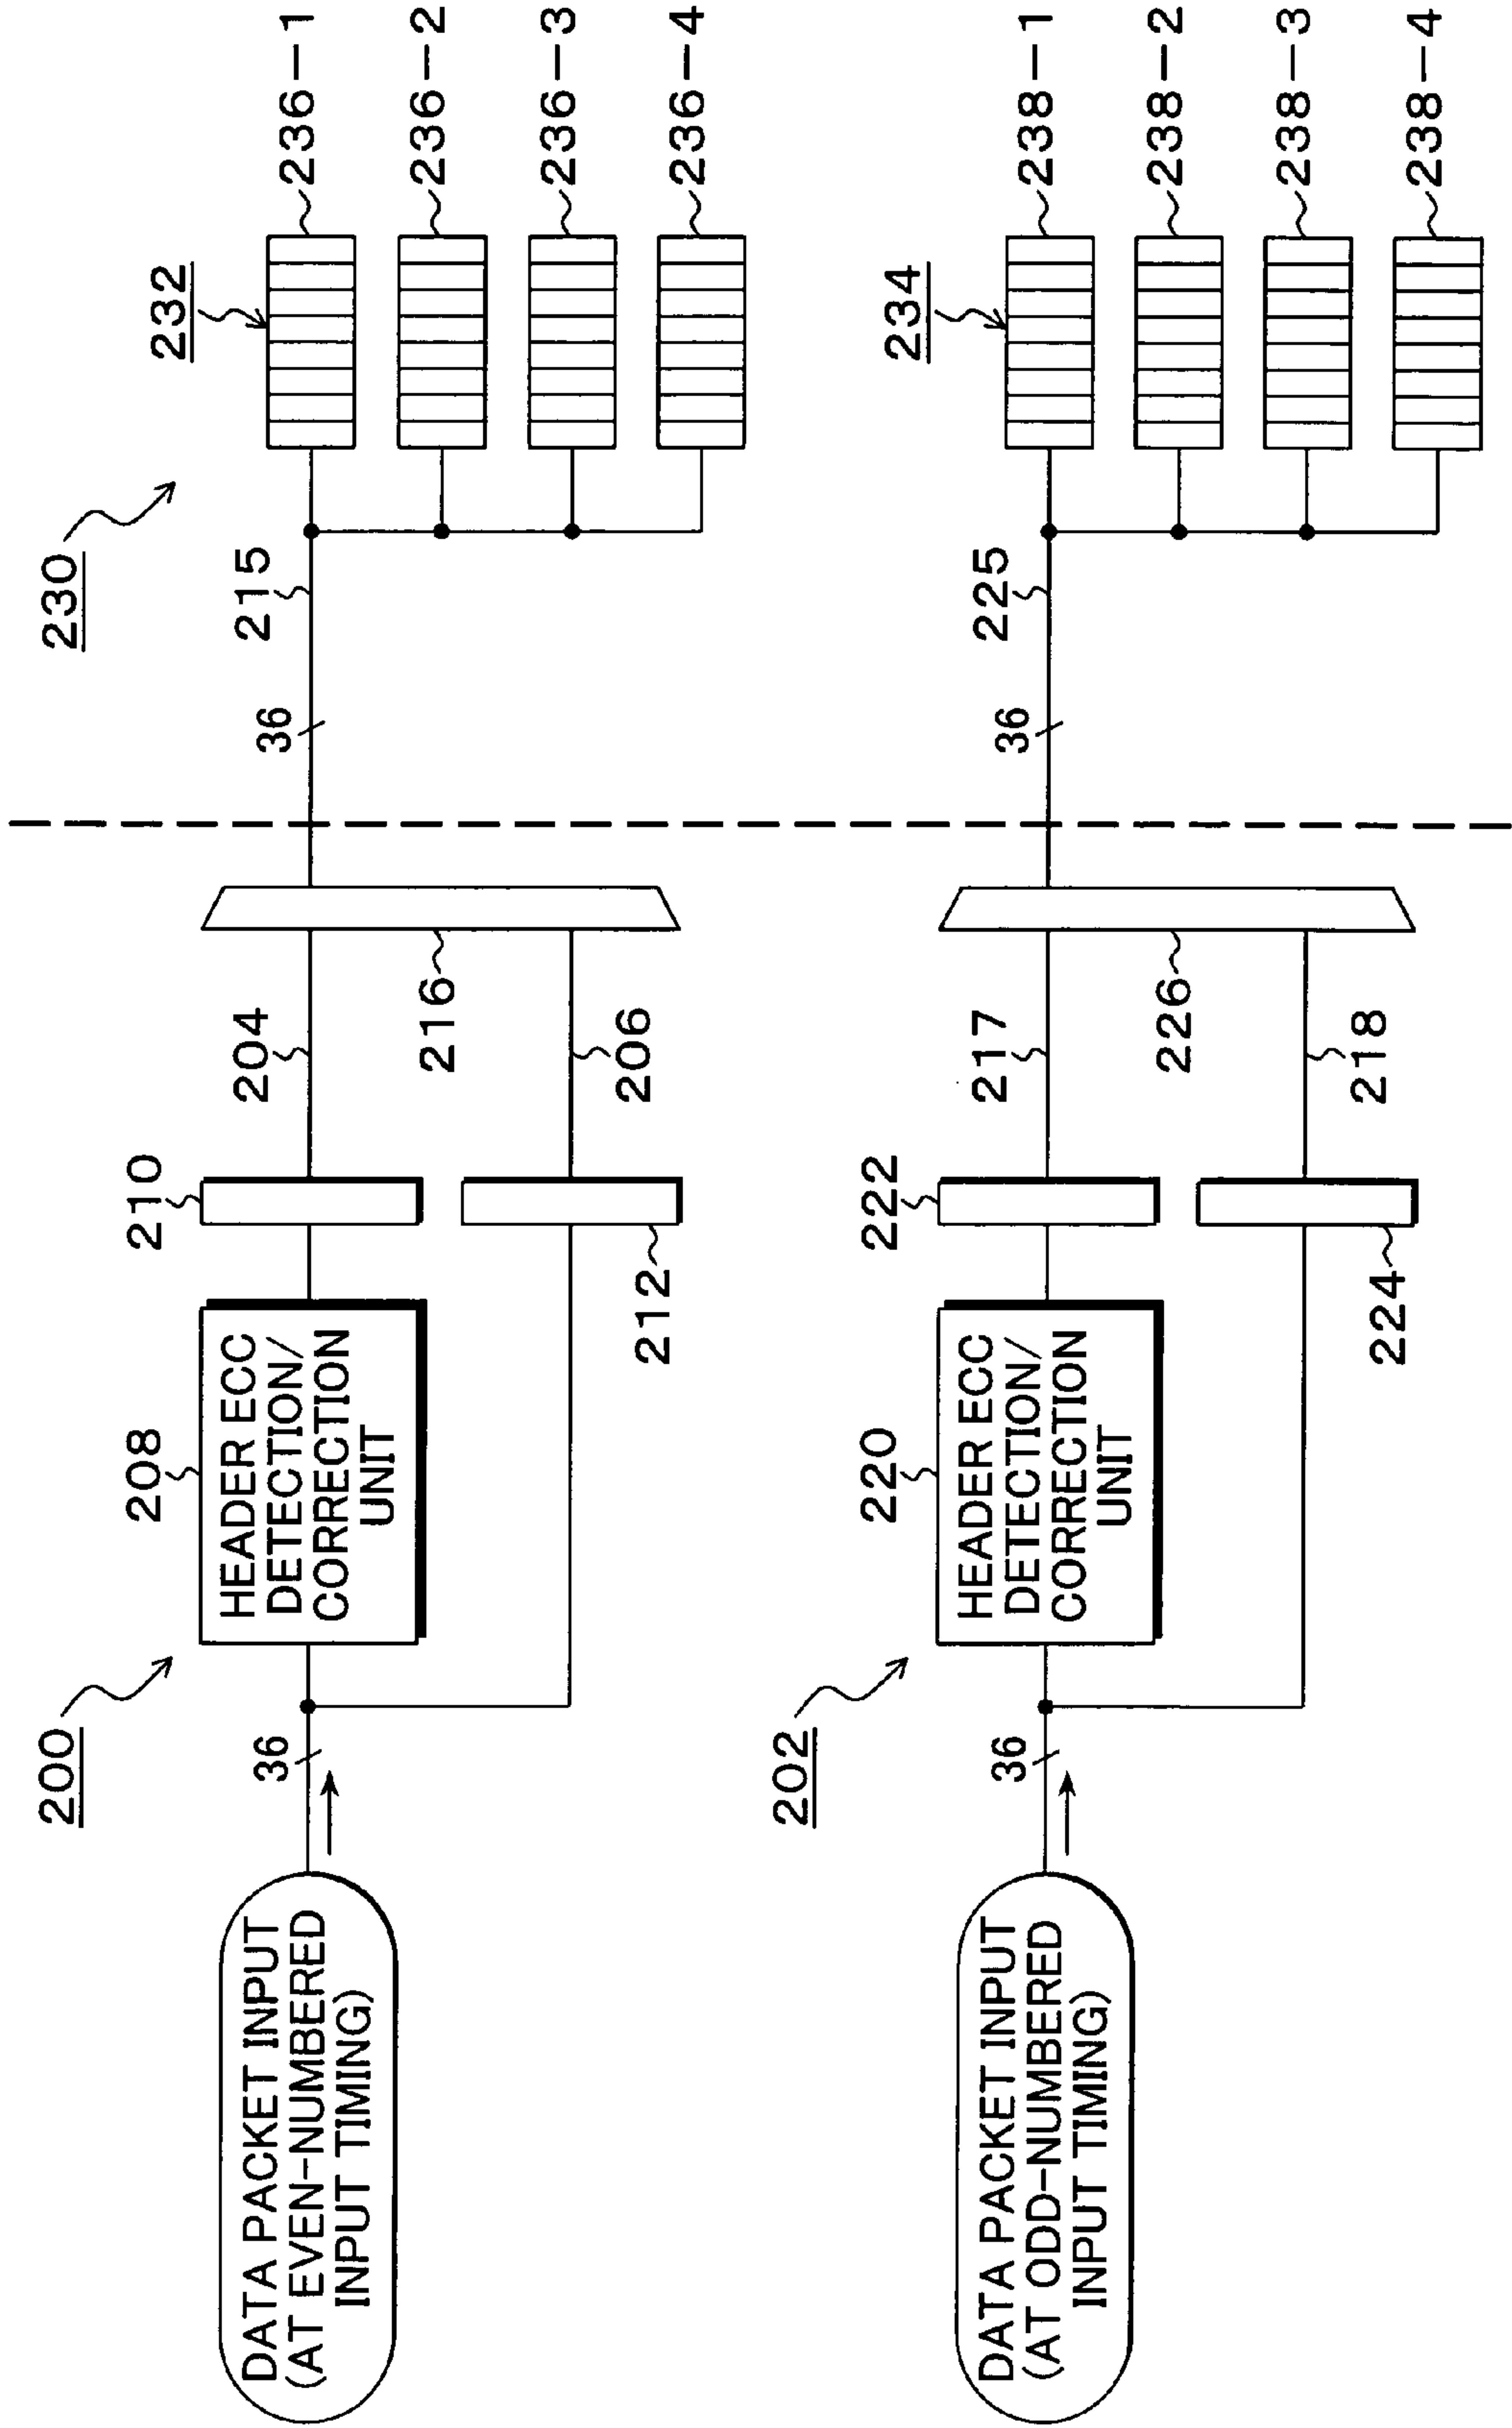 200
DATA PACKET INPUT
(AT EVEN-NUMBERED
INPUT TIMING)
36
208
HEADER ECC
DETECTION/
CORRECTION
UNIT
210
212
204
206
216
36
215
230
232
236-1
236-2
236-3
236-4
202
DATA PACKET INPUT
(AT ODD-NUMBERED
INPUT TIMING)
36
220
HEADER ECC
DETECTION/
CORRECTION
UNIT
222
224
217
218
226
36
225
234
238-1
238-2
238-3
238-4